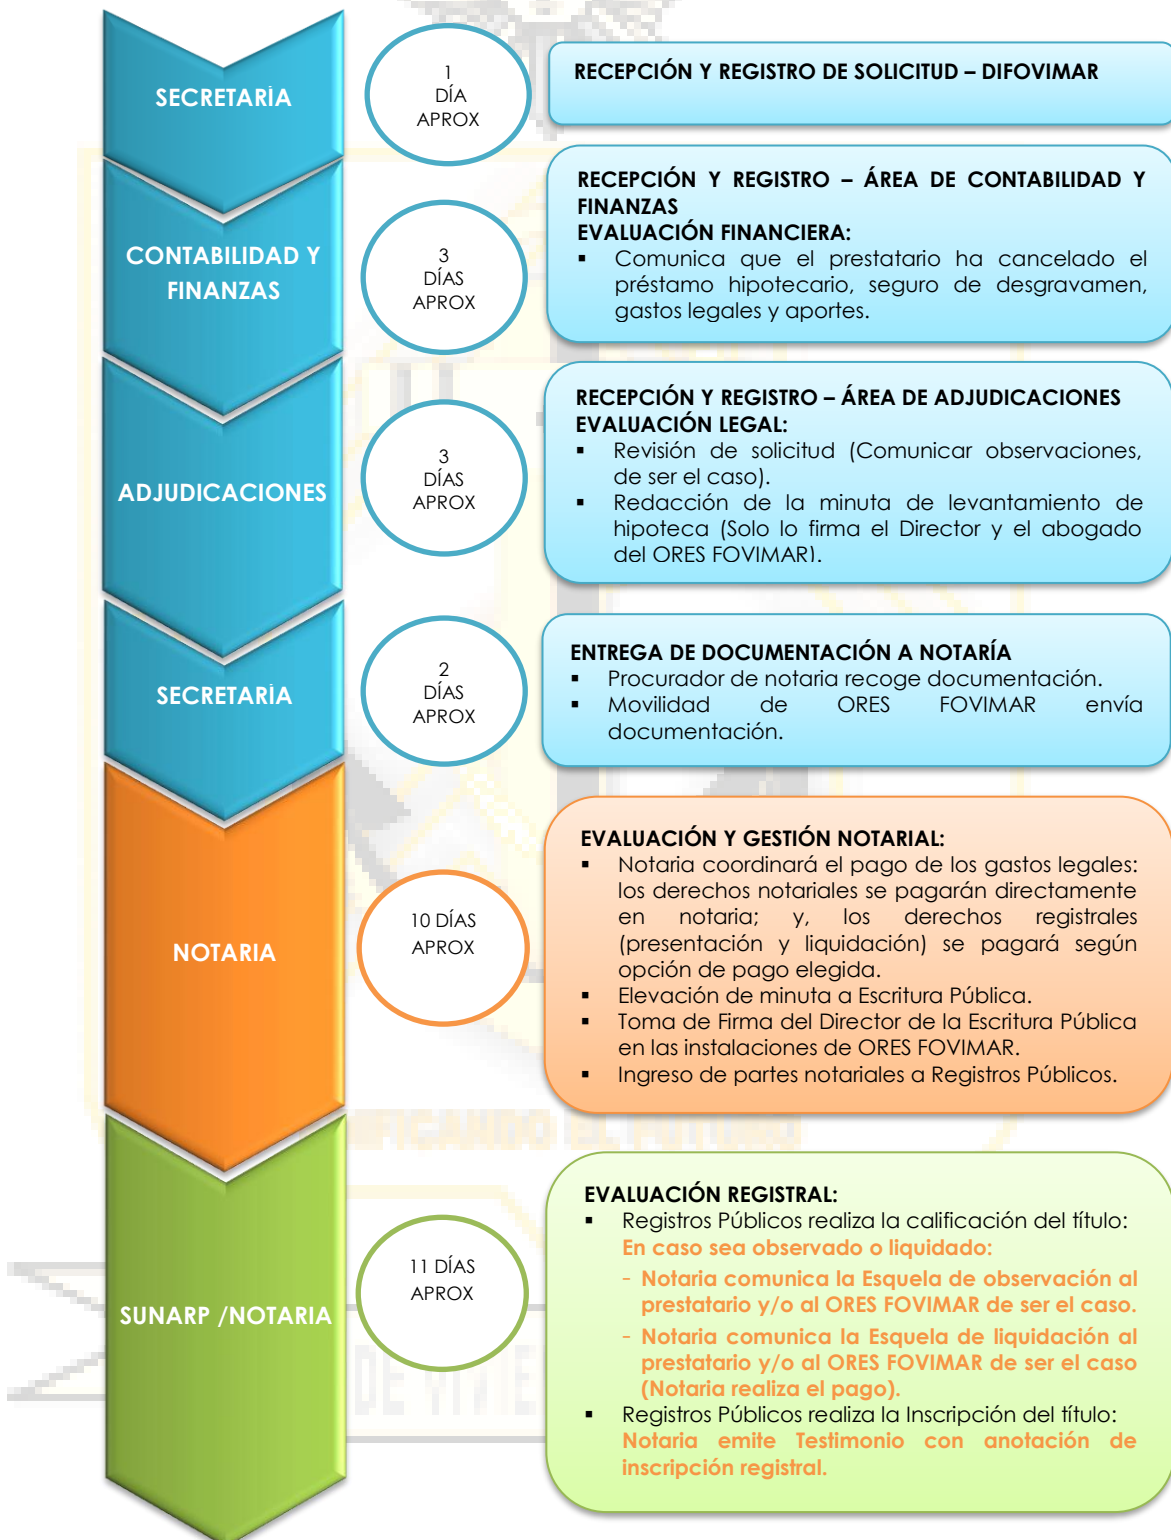 SECRETARÍA
1
DÍA
APROX
RECEPCIÓN Y REGISTRO DE SOLICITUD – DIFOVIMAR
CONTABILIDAD Y
FINANZAS
3
DÍAS
APROX
RECEPCIÓN Y REGISTRO – ÁREA DE CONTABILIDAD Y
FINANZAS
EVALUACIÓN FINANCIERA:
▪ Comunica que el prestatario ha cancelado el
préstamo hipotecario, seguro de desgravamen,
gastos legales y aportes.
ADJUDICACIONES
3
DÍAS
APROX
RECEPCIÓN Y REGISTRO – ÁREA DE ADJUDICACIONES
EVALUACIÓN LEGAL:
▪ Revisión de solicitud (Comunicar observaciones,
de ser el caso).
▪ Redacción de la minuta de levantamiento de
hipoteca (Solo lo firma el Director y el abogado
del ORES FOVIMAR).
SECRETARÍA
2
DÍAS
APROX
ENTREGA DE DOCUMENTACIÓN A NOTARÍA
▪ Procurador de notaria recoge documentación.
▪ Movilidad de ORES FOVIMAR envía
documentación.
NOTARIA
10 DÍAS
APROX
EVALUACIÓN Y GESTIÓN NOTARIAL:
▪ Notaria coordinará el pago de los gastos legales:
los derechos notariales se pagarán directamente
en notaria; y, los derechos registrales
(presentación y liquidación) se pagará según
opción de pago elegida.
▪ Elevación de minuta a Escritura Pública.
▪ Toma de Firma del Director de la Escritura Pública
en las instalaciones de ORES FOVIMAR.
▪ Ingreso de partes notariales a Registros Públicos.
SUNARP /NOTARIA
11 DÍAS
APROX
EVALUACIÓN REGISTRAL:
▪ Registros Públicos realiza la calificación del título:
En caso sea observado o liquidado:
- Notaria comunica la Esquela de observación al
prestatario y/o al ORES FOVIMAR de ser el caso.
- Notaria comunica la Esquela de liquidación al
prestatario y/o al ORES FOVIMAR de ser el caso
(Notaria realiza el pago).
▪ Registros Públicos realiza la Inscripción del título:
Notaria emite Testimonio con anotación de
inscripción registral.
EL FUTURO
DE